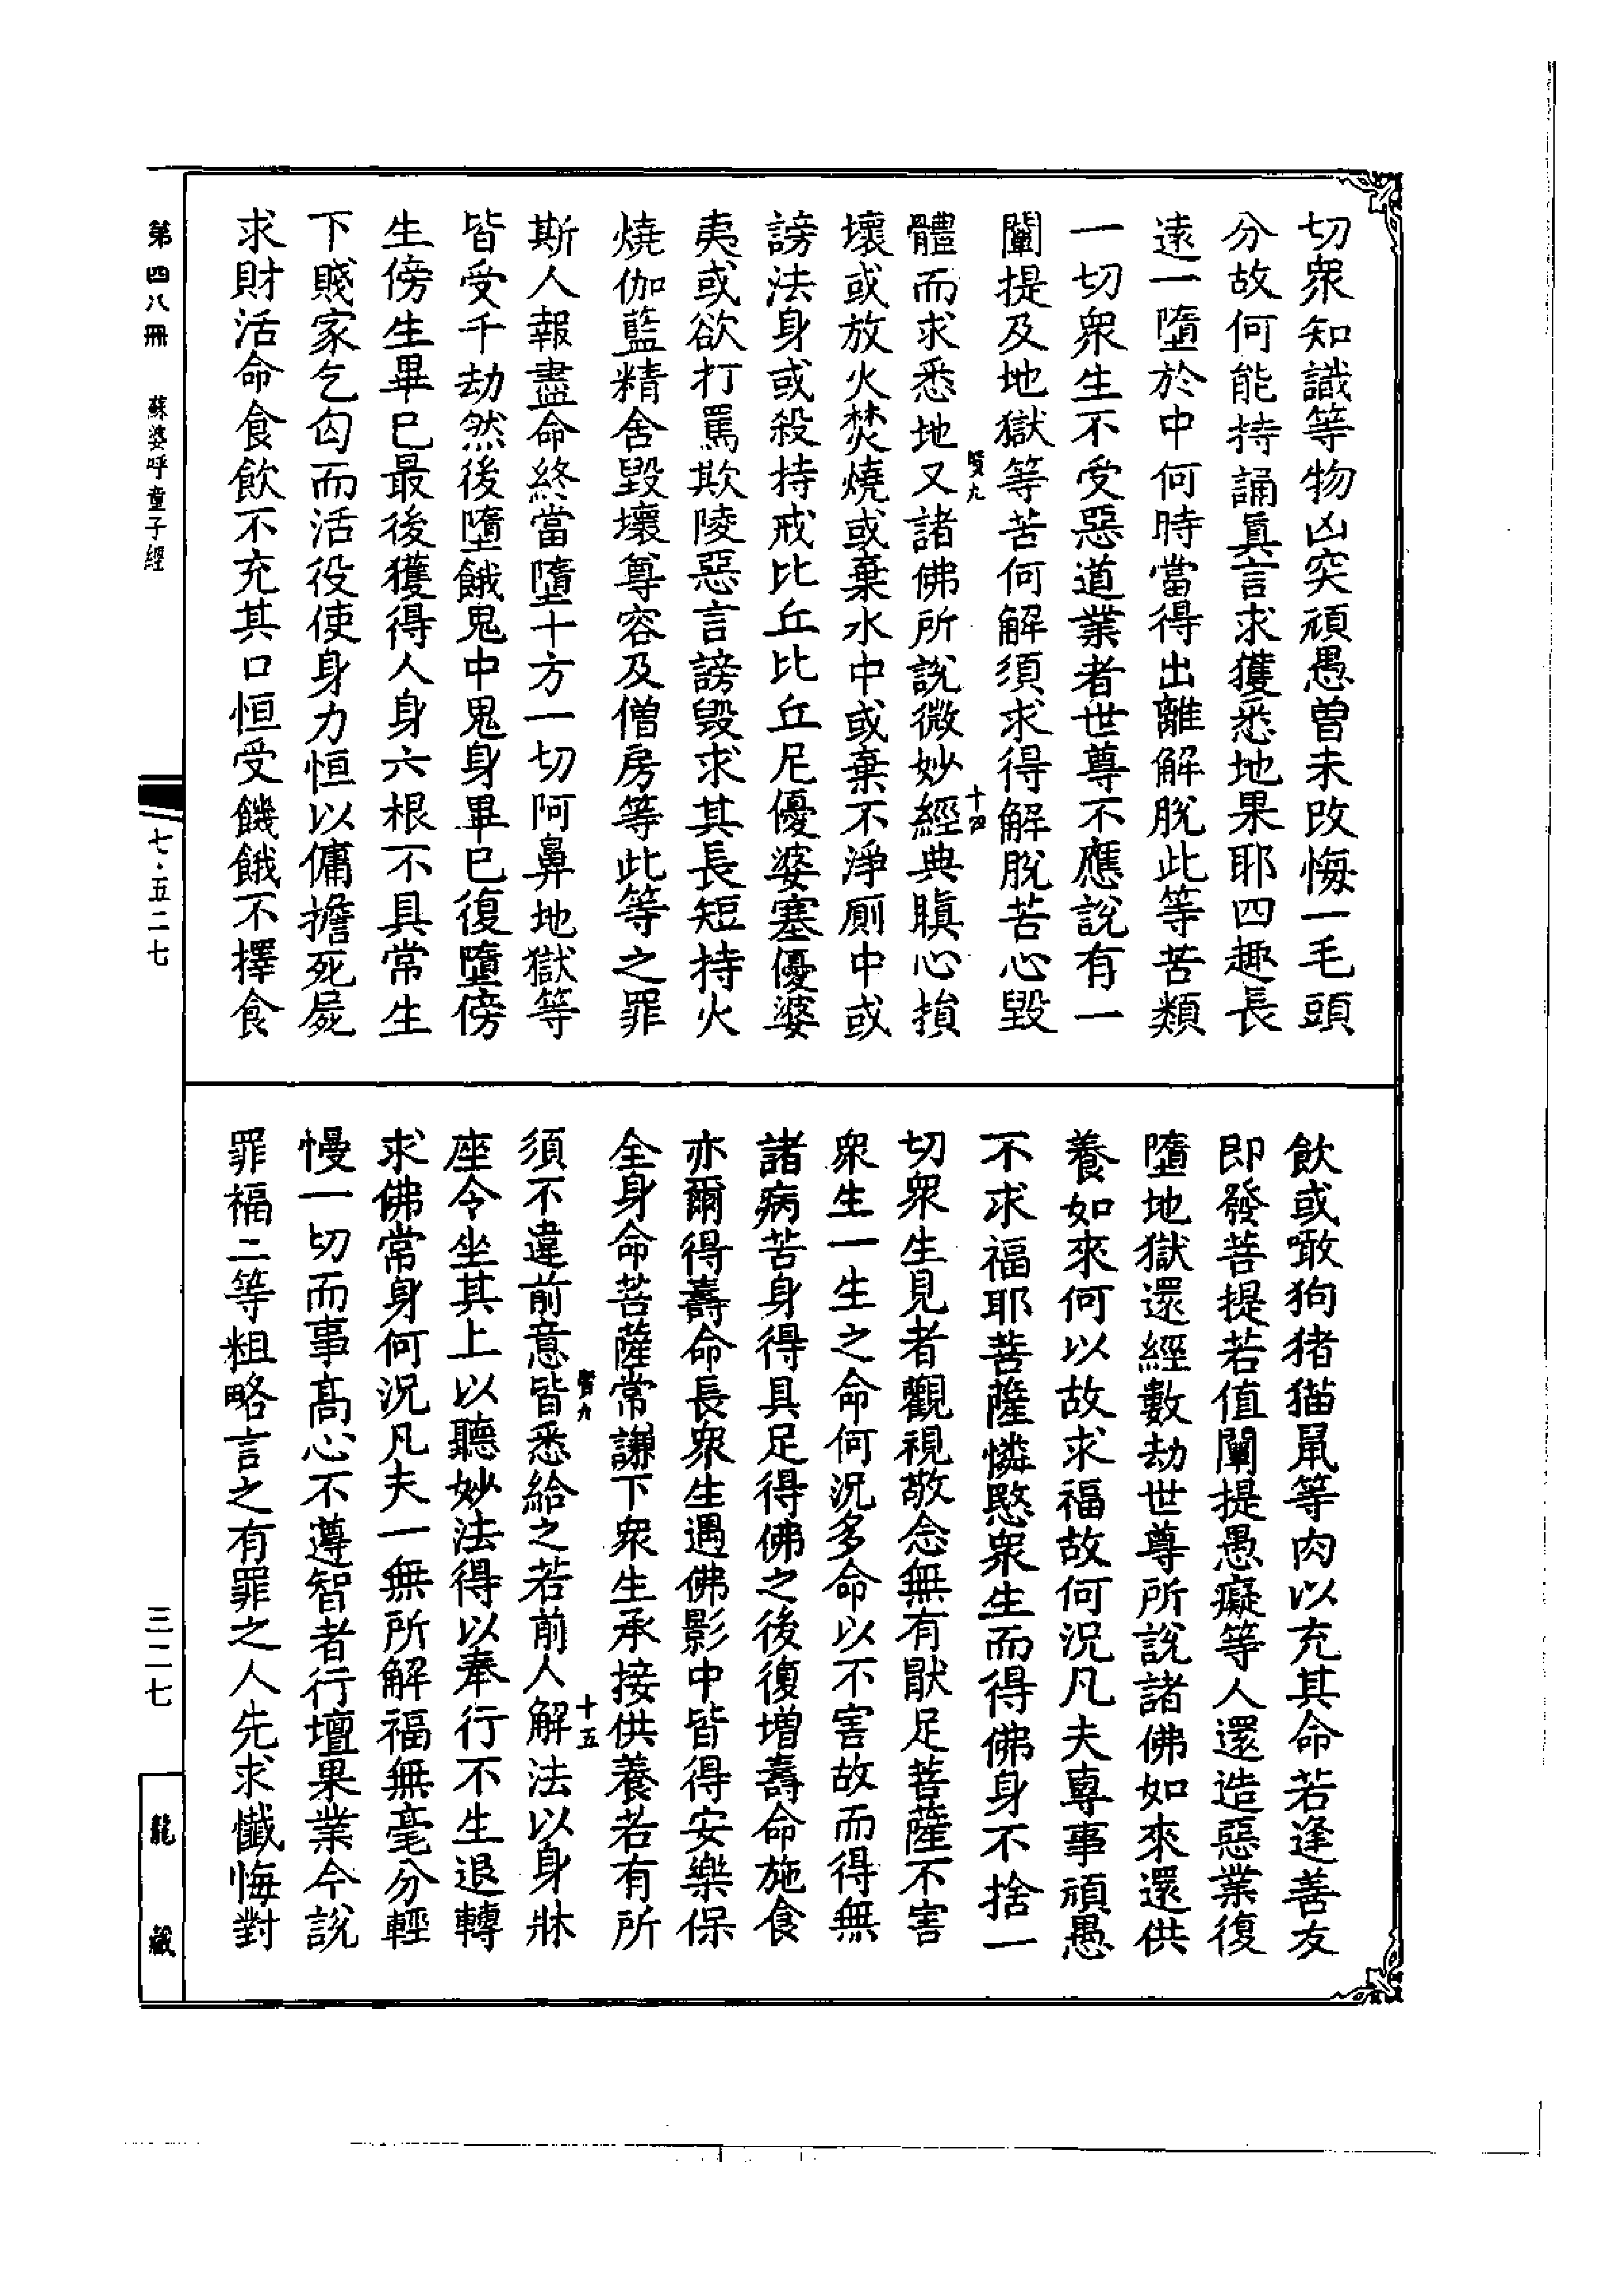 切衆知識等物凶突頑愚曽未改悔一毛頭
分故何能持誦眞言求獲悉地果耶四趣長
遠一墮於中何時當得出離解脫此等苦類
一切衆生不受惡道業者世尊不應說有一
闡提及地獄等苦何解須求得解脫苦心毀
賢九
十四
體而求悉地又諸佛所說微妙經典瞋心損
壞或放火焚燒或棄水中或棄不淨厠中或
謗法身或殺持戒比丘比丘尼優婆塞優婆
夷或欲打罵欺陵惡言謗毀求其長短持火
燒伽藍精舍毀壞尊容及僧房等此等之罪
斯人報盡命終當墮十方一切阿鼻地獄等
皆受千劫然後墮餓鬼中鬼身畢巳復墮傍
生傍生畢巳最後獲得人身六根不具常生
下賤家乞匃而活役使身力恒以傭擔死屍
求財活命食飲不充其口恒受饑餓不擇食
飲或噉狗猪猫鼠等肉以充其命若逢善友
即發菩提若值闡提愚癡等人還造惡業復
墮地獄還經數劫世尊所說諸佛如來還供
養如來何以故求福故何況凡夫專事頑愚
不求福耶菩薩憐愍衆生而得佛身不捨一
切衆生見者觀視敬念無有猒足菩薩不害
衆生一生之命何況多命以不害故而得無
諸病苦身得具足得佛之後復增壽命施食
亦爾得壽命長衆生遇佛影中皆得安樂保
全身命菩薩常謙下衆生承接供養若有所
賢九
十五
須不違前意皆悉給之若前人解法以身牀
座令坐其上以聽妙法得以奉行不生退轉
求佛常身何況凡夫一無所解福無毫分輕
慢一切而事高心不遵智者行壇果業今說
罪福二等粗略言之有罪之人先求懺悔對
第四八冊 蘇婆呼童子經
七·五二七
三二七
龍藏